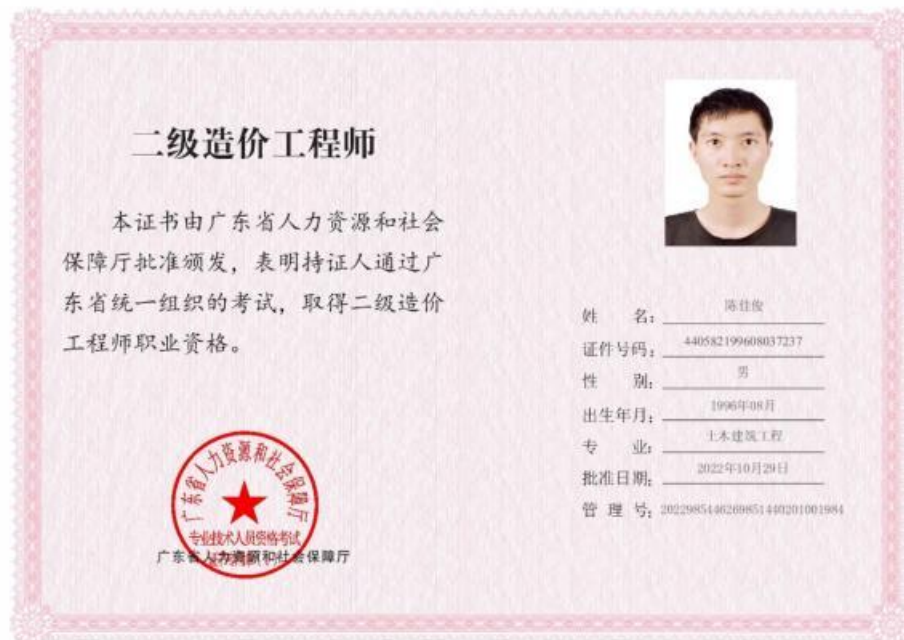 二级造价工程师
本证书由广东省人力资源和社会
保障厅批准颁发，表明持证人通过广
东省统一组织的考试，取得二级造价
工程师职业资格。
广东省人力资源和社会保障厅
专业技术人员资格考试
广东省人力资源和社会保障厅
姓 名：陈佳俊
证件号码：440582199608037237
性 别：男
出生年月：1996年08月
专 业：土木建筑工程
批准日期：2022年10月29日
管 理 号：2022985446269851440201001984